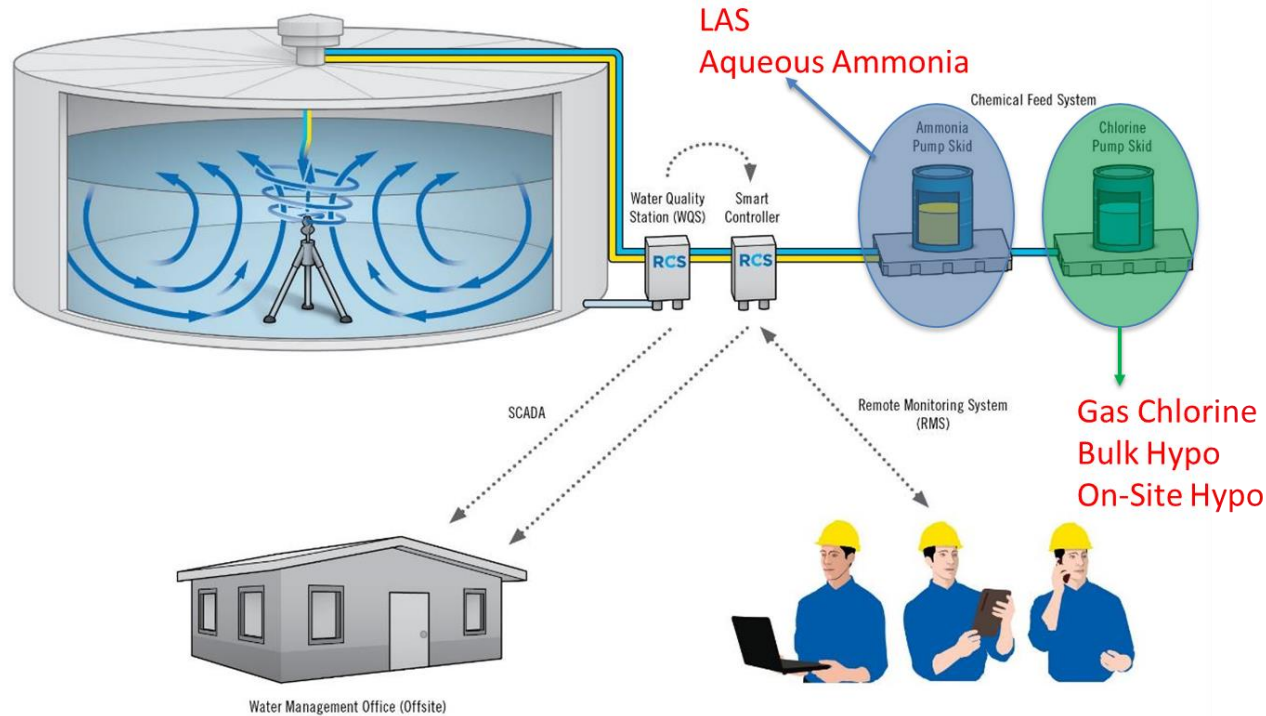 LAS
Aqueous Ammonia
Chemical Feed System
Ammonia
Pump Skid
Chlorine
Pump Skid
Water Quality
Station (WQS)
Smart
Controller
RCS
RCS
SCADA
Remote Monitoring System
(RMS)
Gas Chlorine
Bulk Hypo
On-Site Hypo
Water Management Office (Offsite)